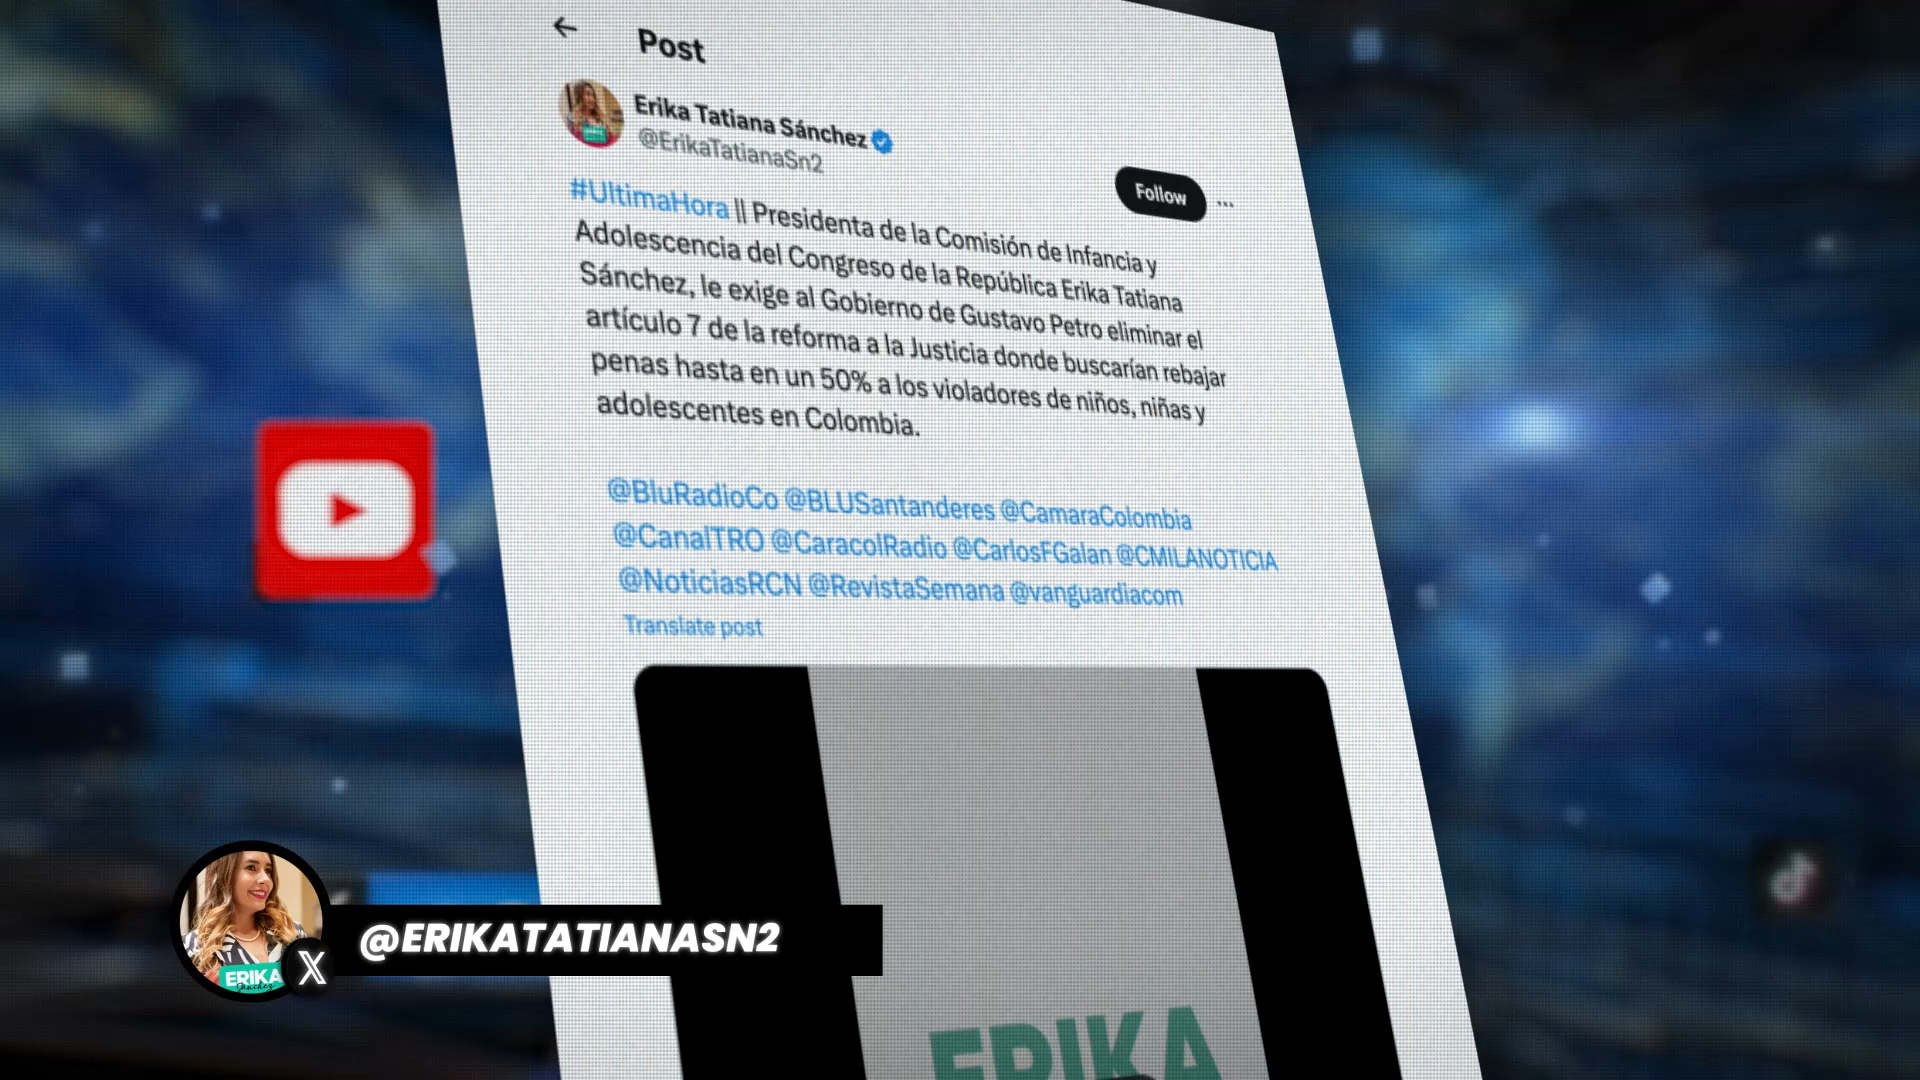 Post
Erika Tatiana Sánchez
@ErikaTatianaSn2
Follow
#UltimaHora || Presidenta de la Comisión de Infancia y
Adolescencia del Congreso de la República Erika Tatiana
Sánchez, le exige al Gobierno de Gustavo Petro eliminar el
artículo 7 de la reforma a la Justicia donde buscarían rebajar
penas hasta en un 50% a los violadores de niños, niñas y
adolescentes en Colombia.
@BluRadioCo @BLUSantanderes @CamaraColombia
@CanalTRO @CaracolRadio @CarlosFGalan @CMILANOTICIA
@NoticiasRCN @RevistaSemana @vanguardiacom
Translate post
ERIKA
@ERIKATATIANASN2
ERIKA
Sánchez